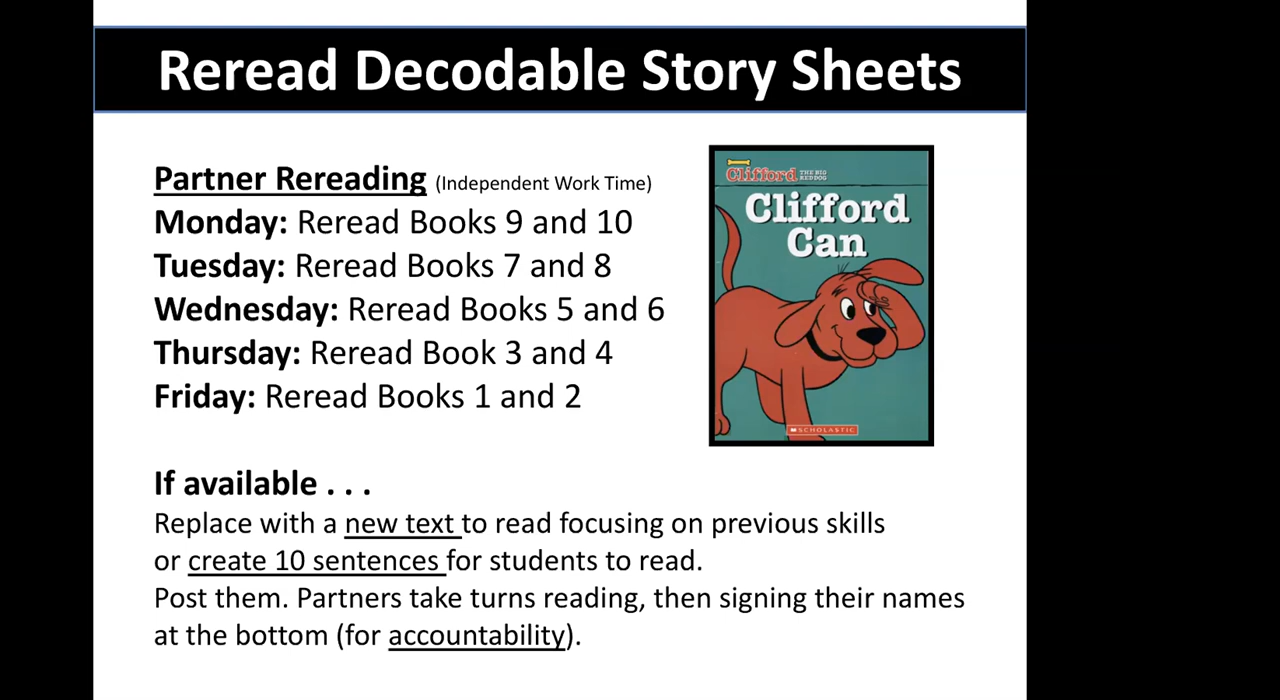 Reread Decodable Story Sheets
Partner Rereading (Independent Work Time)
Monday: Reread Books 9 and 10
Tuesday: Reread Books 7 and 8
Wednesday: Reread Books 5 and 6
Thursday: Reread Book 3 and 4
Friday: Reread Books 1 and 2
Clifford THE BIG RED DOG
Clifford
Can
SCHOLASTIC
If available . . .
Replace with a new text to read focusing on previous skills
or create 10 sentences for students to read.
Post them. Partners take turns reading, then signing their names
at the bottom (for accountability).